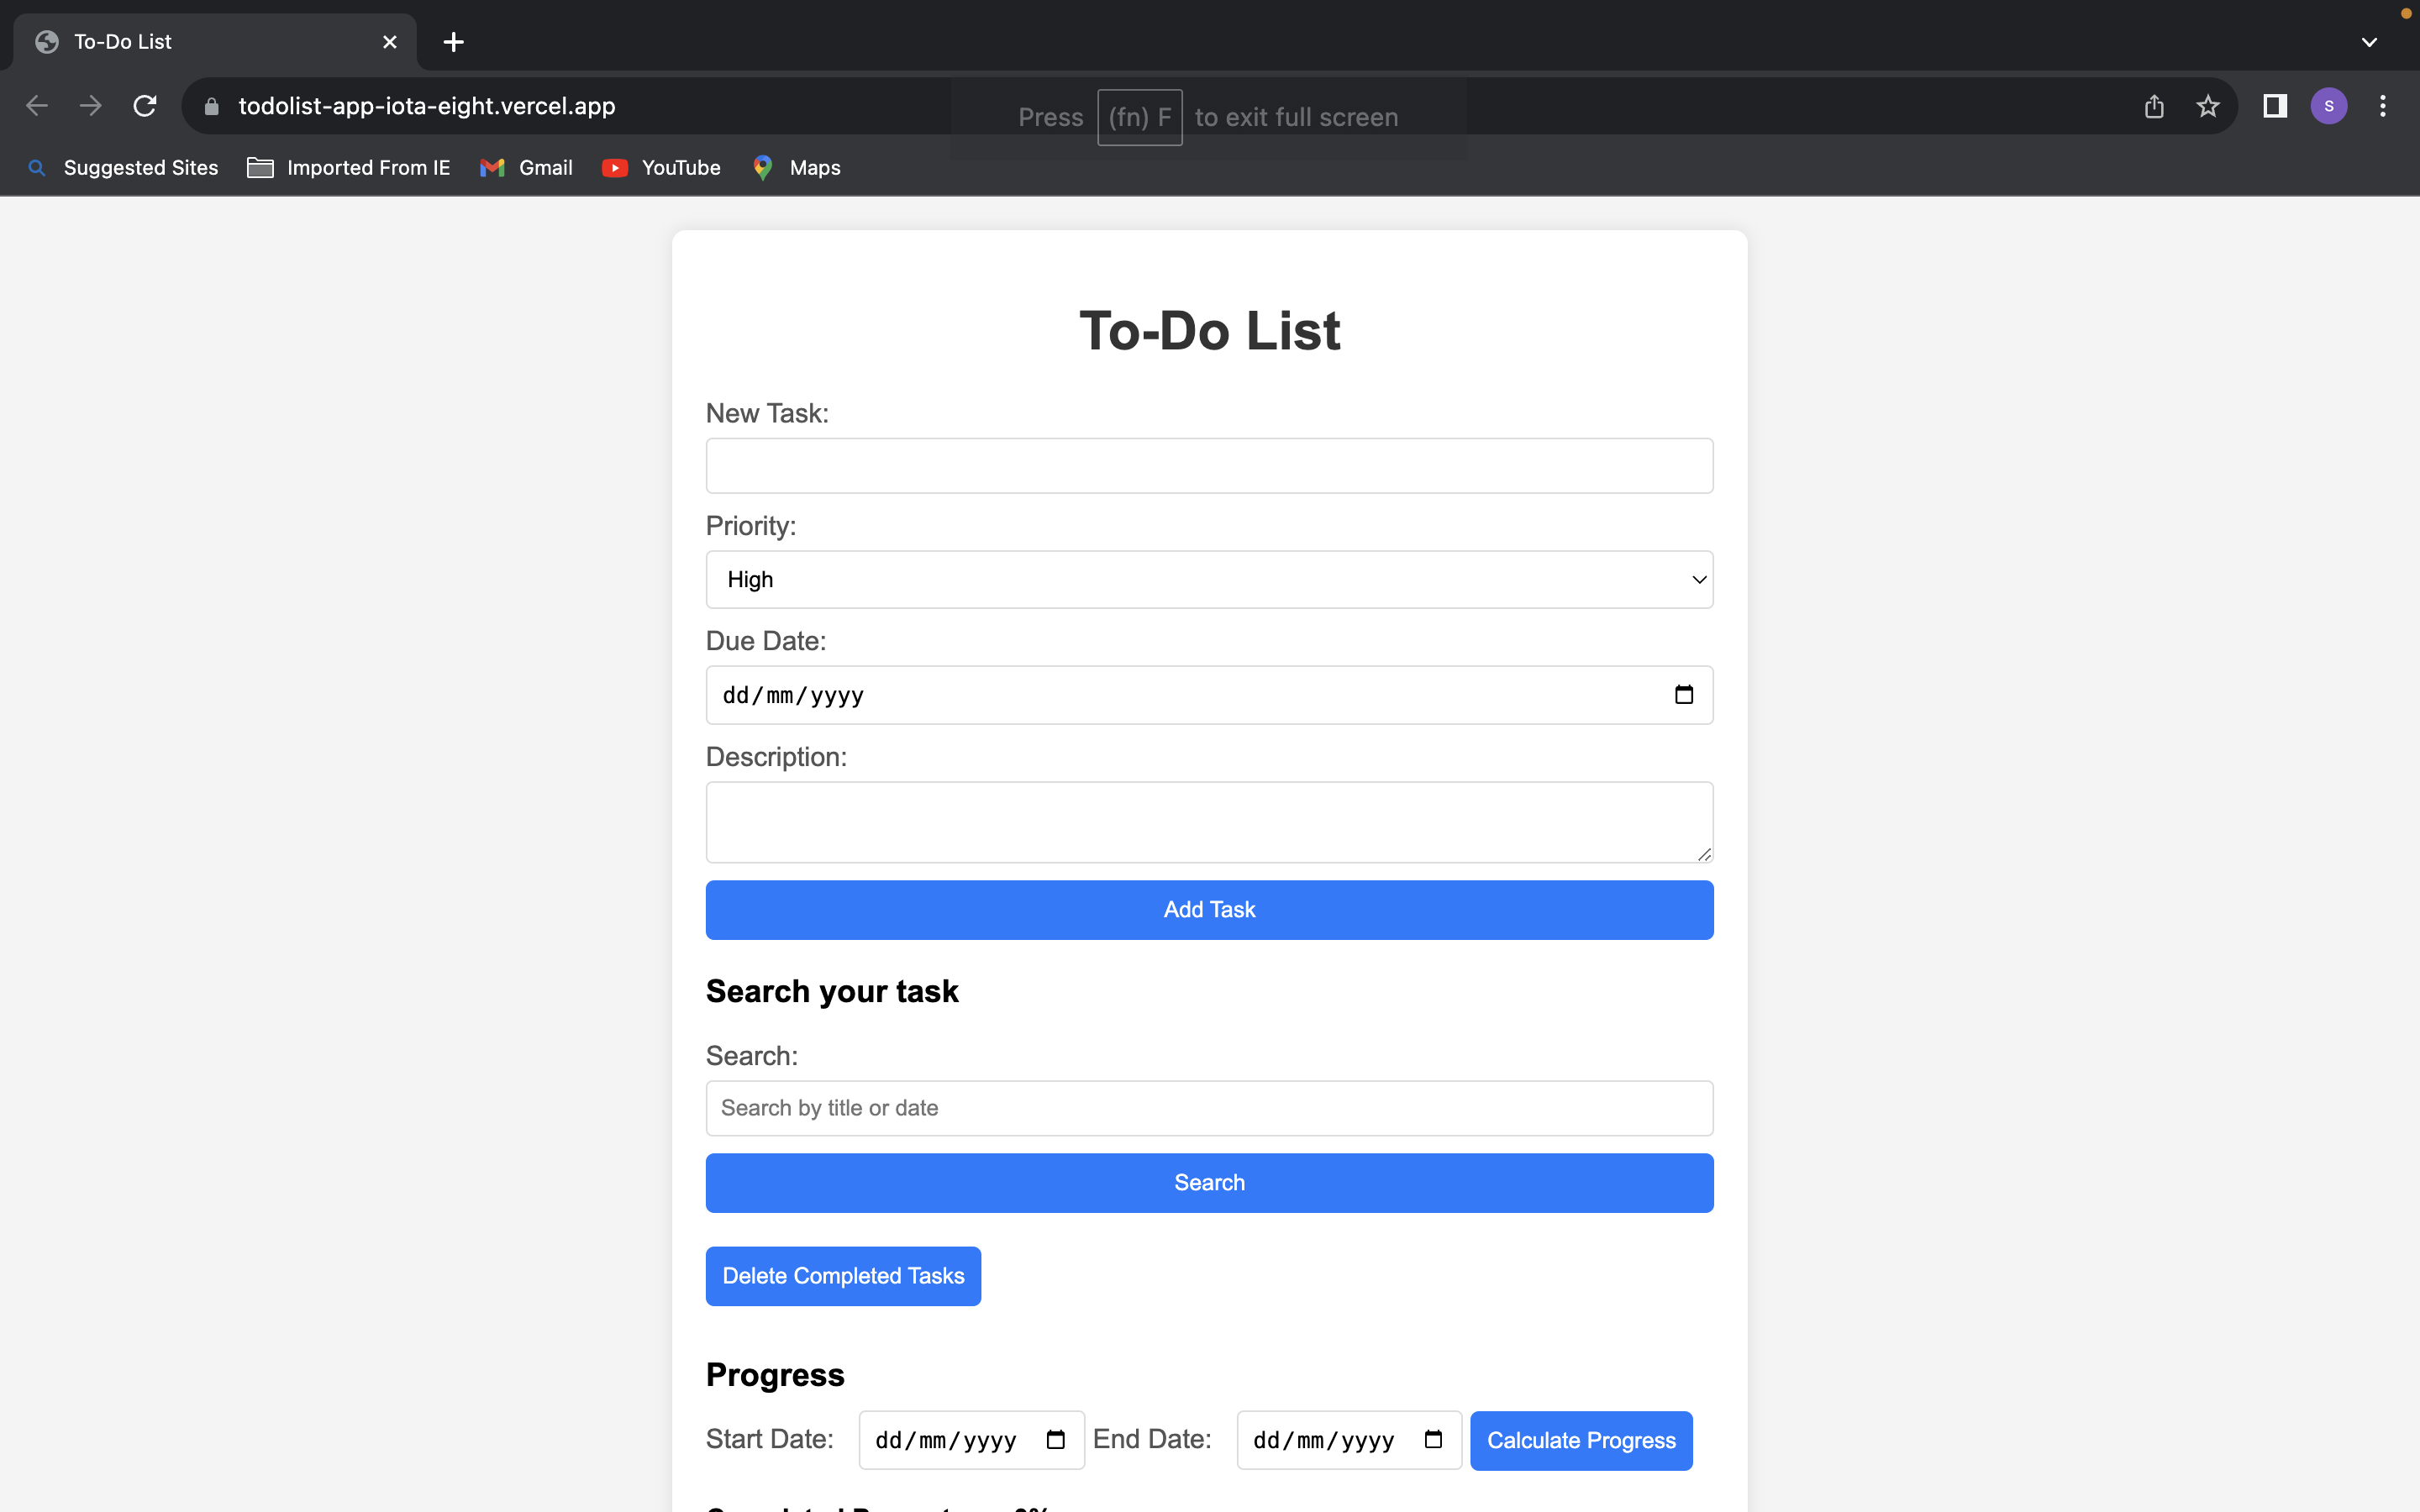 To-Do List
todolist-app-iota-eight.vercel.app
Press (fn) F to exit full screen
S
Suggested Sites Imported From IE Gmail YouTube Maps
To-Do List
New Task:
Priority:
High
Due Date:
dd/mm/yyyy
Description:
Add Task
Search your task
Search:
Search by title or date
Search
Delete Completed Tasks
Progress
Start Date: dd/mm/yyyy End Date: dd/mm/yyyy Calculate Progress